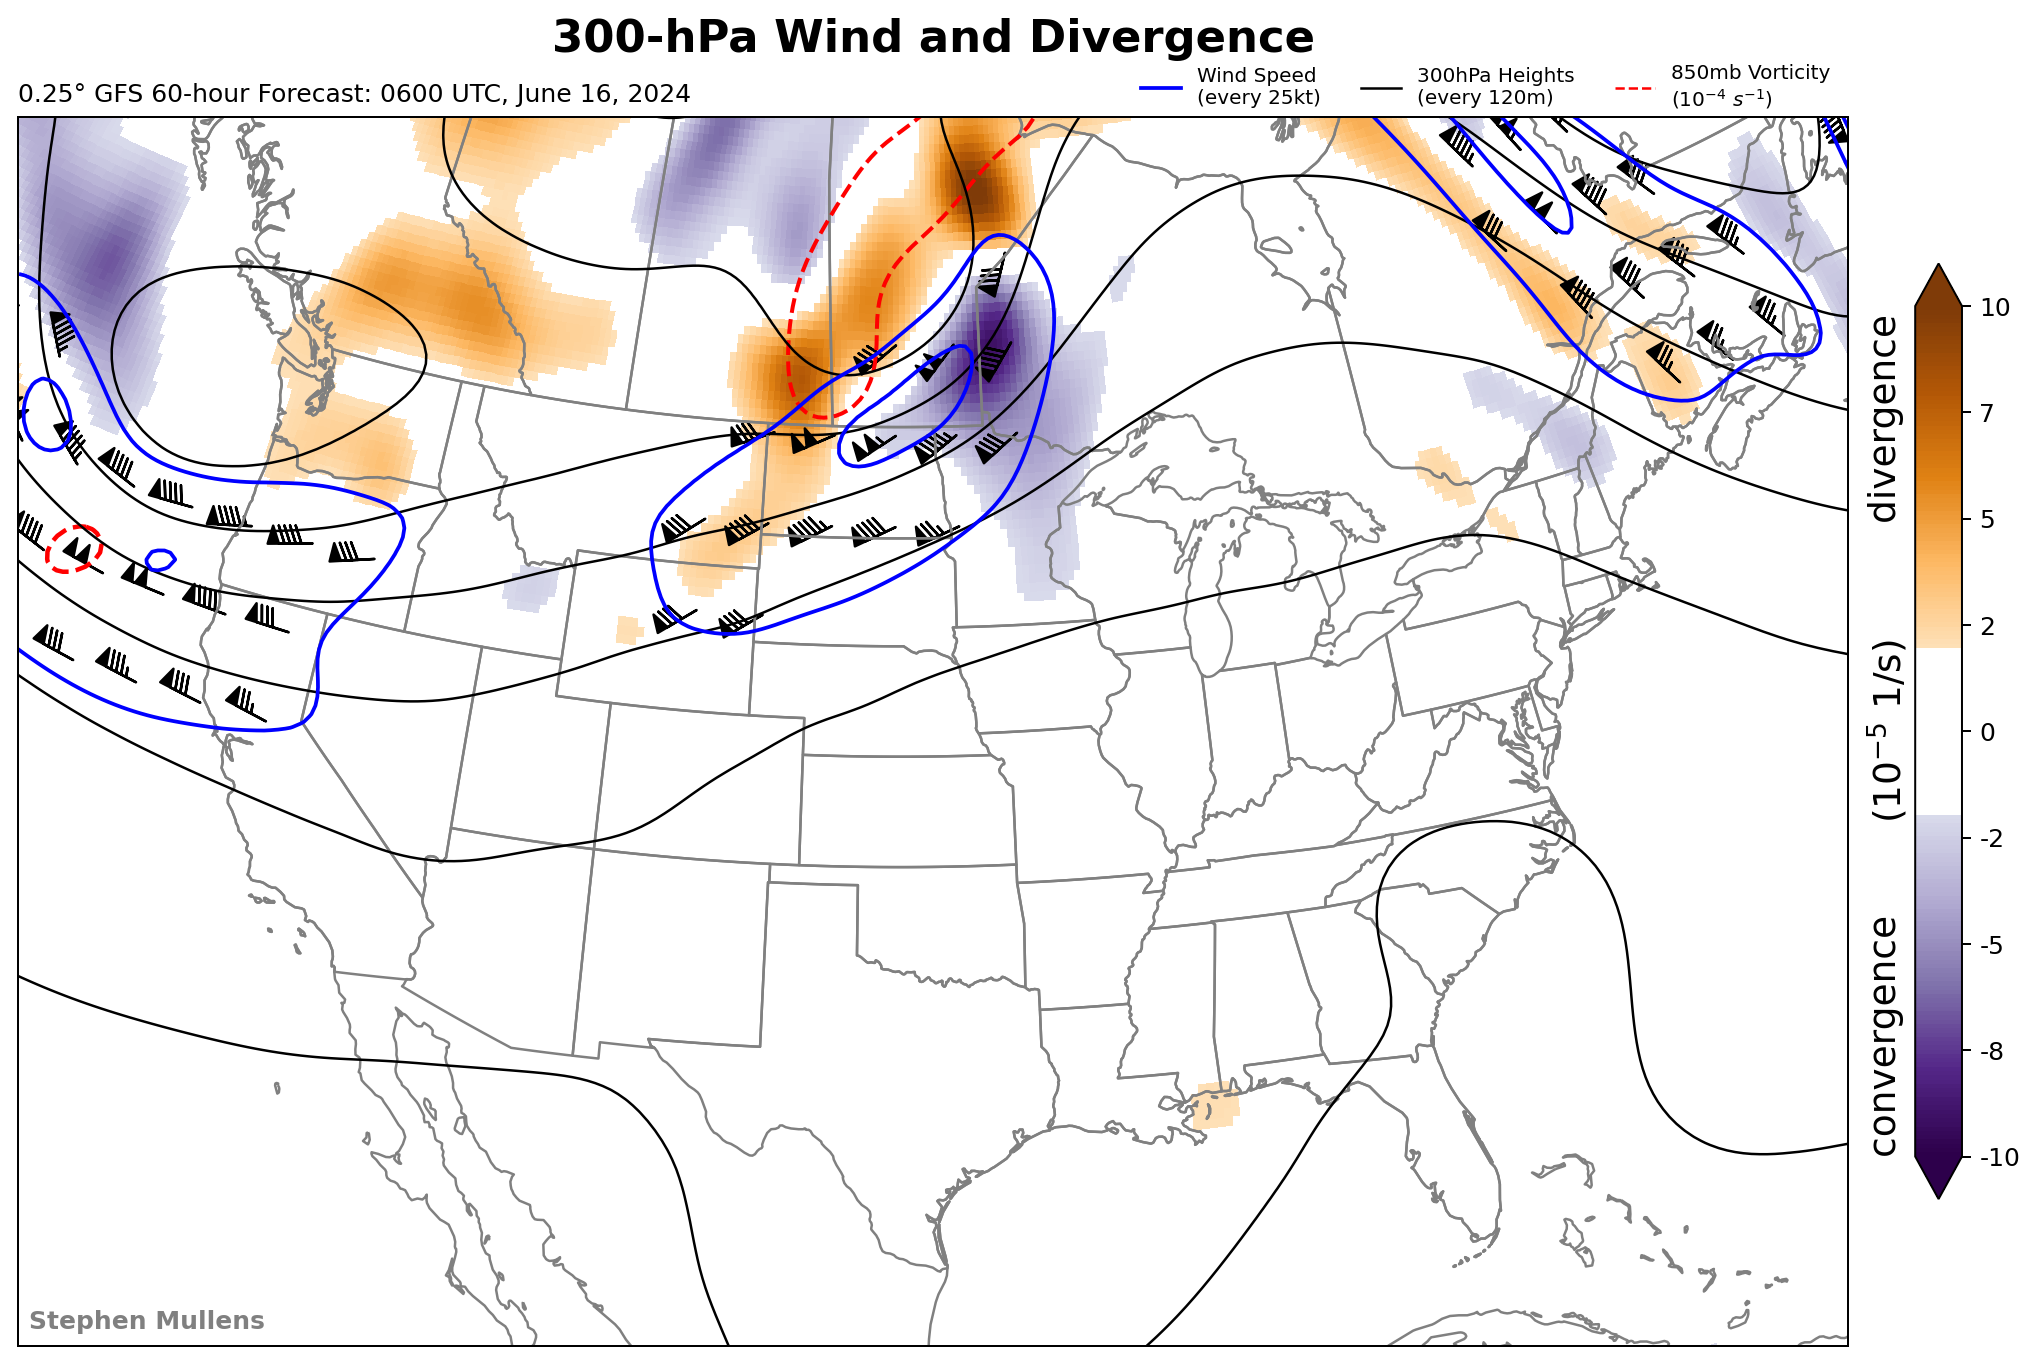 300-hPa Wind and Divergence
0.25° GFS 60-hour Forecast: 0600 UTC, June 16, 2024
Wind Speed
(every 25kt)
300hPa Heights
(every 120m)
850mb Vorticity
(10⁻⁴ s⁻¹)
10
7
5
2
0
-2
-5
-8
-10
convergence (10⁻⁵ 1/s) divergence
Stephen Mullens